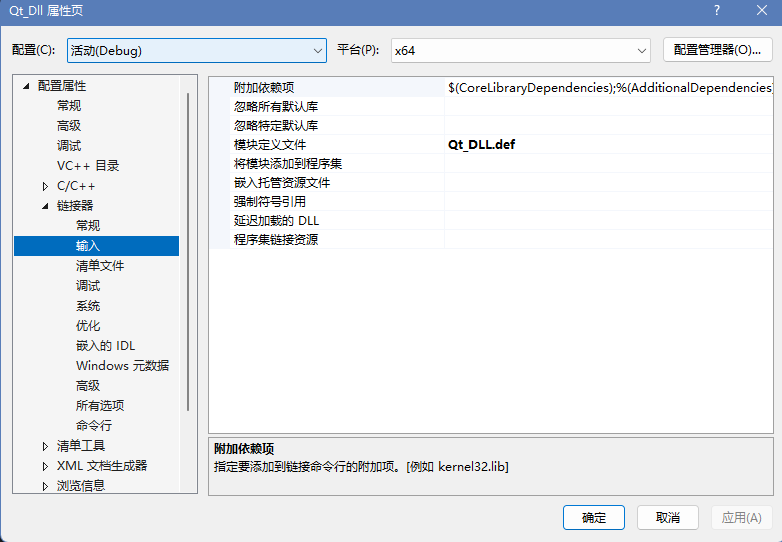 Qt_Dll 属性页
?
配置(C): 活动(Debug) 平台(P): x64 配置管理器(O)...
配置属性
常规
高级
调试
VC++ 目录
C/C++
链接器
常规
输入
清单文件
调试
系统
优化
嵌入的 IDL
Windows 元数据
高级
所有选项
命令行
清单工具
XML 文档生成器
浏览信息
附加依赖项 $(CoreLibraryDependencies);%(AdditionalDependencies)
忽略所有默认库
忽略特定默认库
模块定义文件 Qt_DLL.def
将模块添加到程序集
嵌入托管资源文件
强制符号引用
延迟加载的 DLL
程序集链接资源
附加依赖项
指定要添加到链接命令行的附加项。[例如 kernel32.lib]
确定 取消 应用(A)